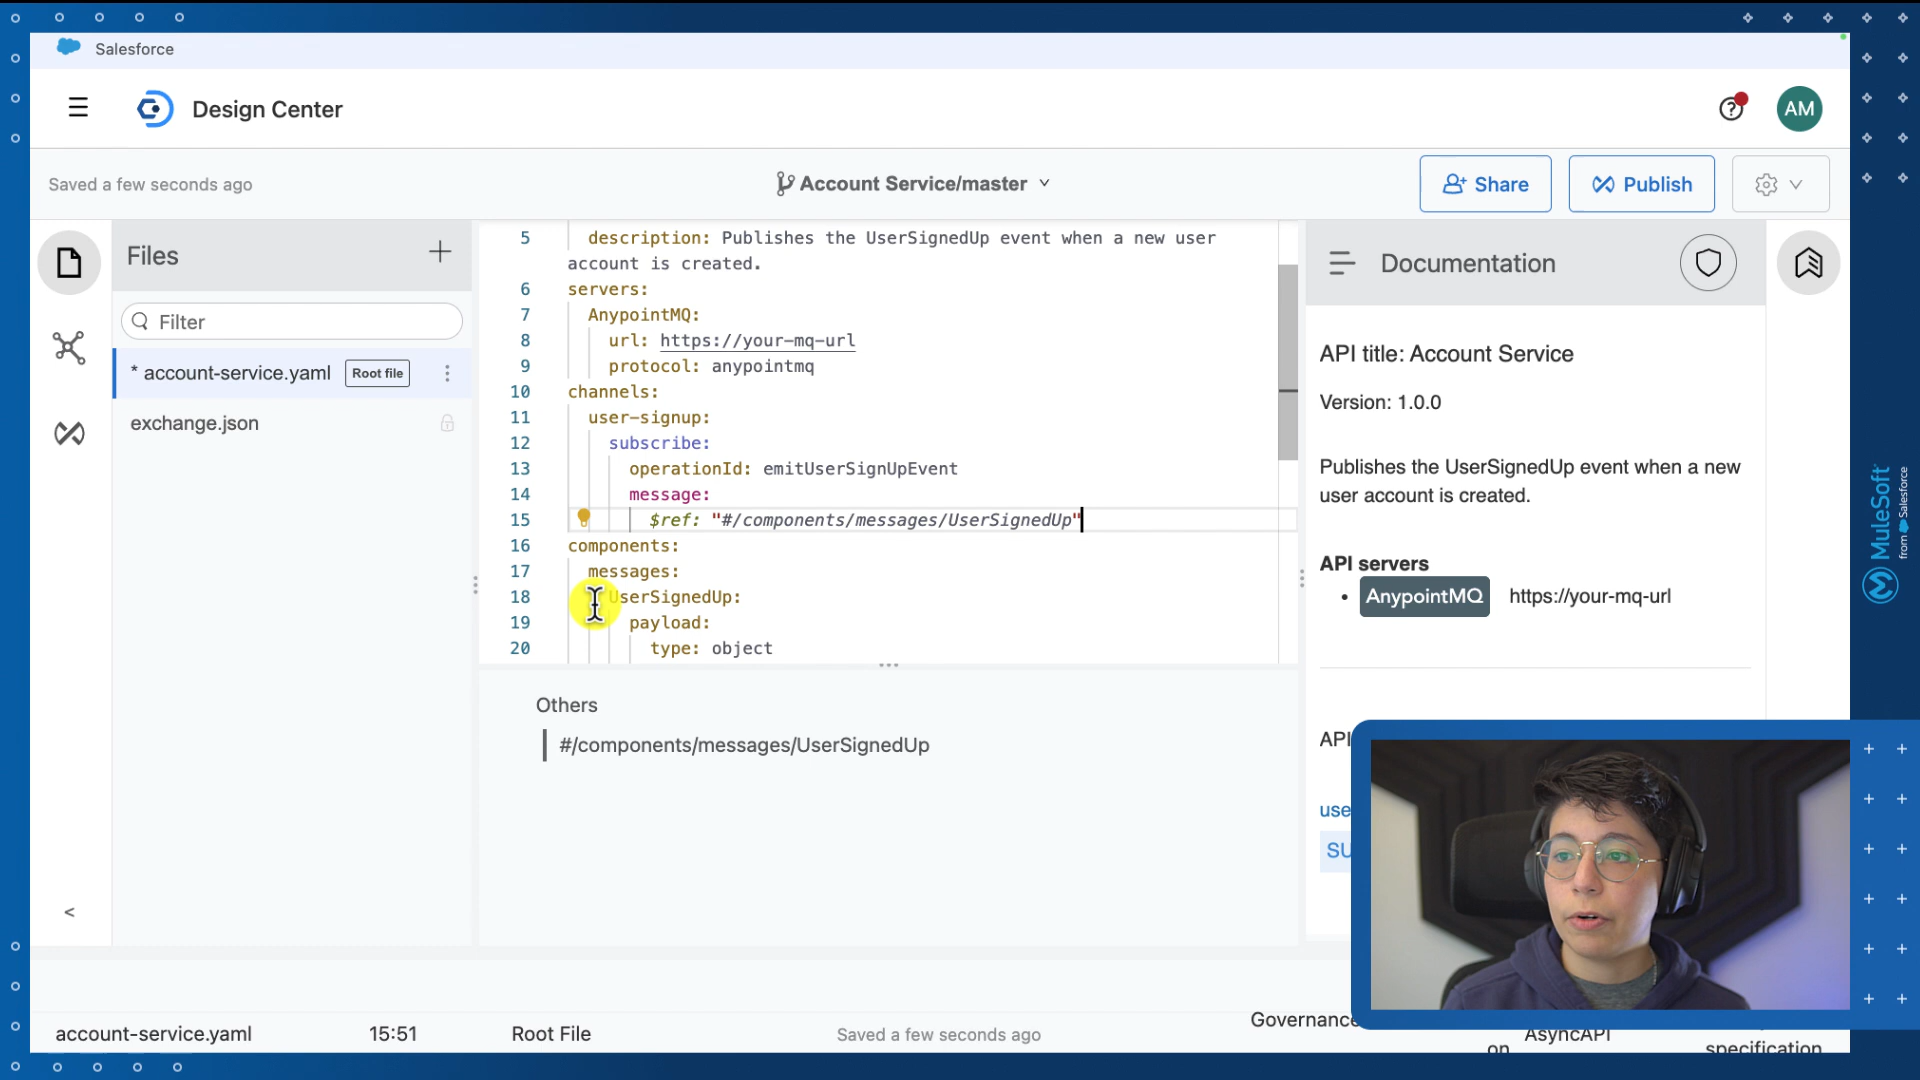 Salesforce
Design Center
AM
Saved a few seconds ago
Account Service/master
Share
Publish
Files
Filter
* account-service.yaml
Root file
exchange.json
5 description: Publishes the UserSignedUp event when a new user
account is created.
6 servers:
7 AnypointMQ:
8 url: https://your-mq-url
9 protocol: anypointmq
10 channels:
11 user-signup:
12 subscribe:
13 operationId: emitUserSignUpEvent
14 message:
15 $ref: "#/components/messages/UserSignedUp"
16 components:
17 messages:
18 UserSignedUp:
19 payload:
20 type: object
Others
#/components/messages/UserSignedUp
Documentation
API title: Account Service
Version: 1.0.0
Publishes the UserSignedUp event when a new
user account is created.
API servers
• AnypointMQ https://your-mq-url
API
use
SU
<
account-service.yaml
15:51
Root File
Saved a few seconds ago
Governance
on
AsyncAPI
specification
MuleSoft
from Salesforce